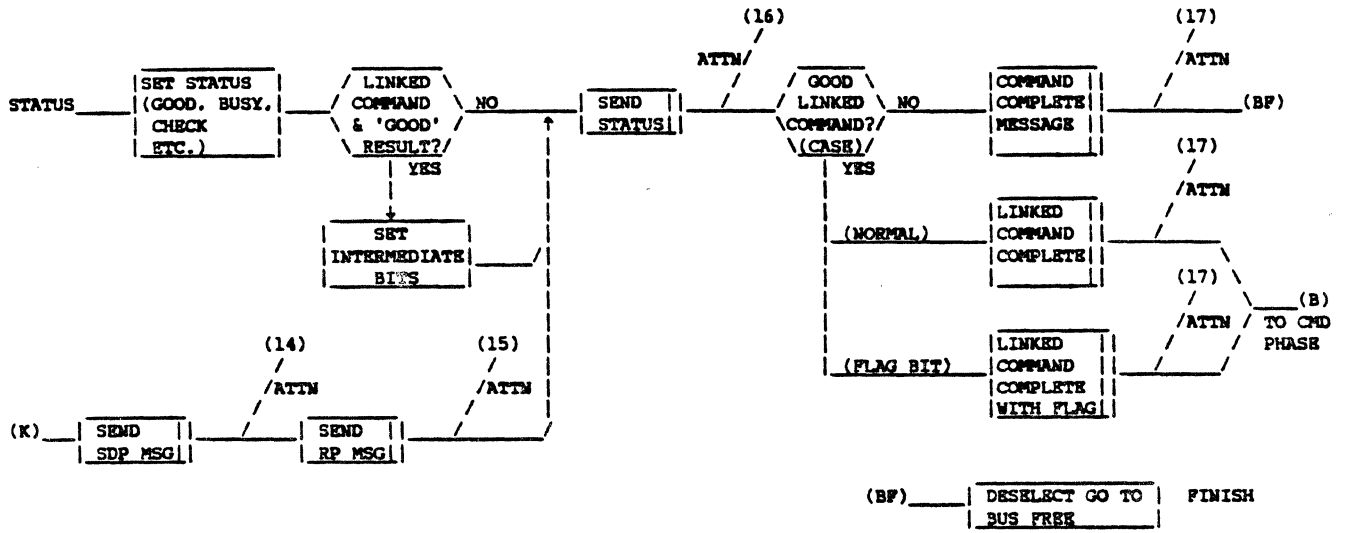 (16)
(17)
ATTN
ATTN
STATUS
SET STATUS
(GOOD. BUSY.
CHECK
ETC.)
LINKED
COMMAND
& 'GOOD'
RESULT?
NO
YES
SEND
STATUS
GOOD
LINKED
COMMAND?
(CASE)
NO
YES
COMMAND
COMPLETE
MESSAGE
(BF)
(17)
ATTN
SET
INTERMEDIATE
BITS
(NORMAL)
LINKED
COMMAND
COMPLETE
(17)
ATTN
(B)
TO CMD
PHASE
(14)
ATTN
(15)
ATTN
(FLAG BIT)
LINKED
COMMAND
COMPLETE
WITH FLAG
(K)
SEND
SDP MSG
SEND
RP MSG
(BF)
DESELECT GO TO
BUS FREE
FINISH